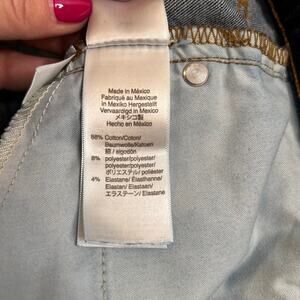 Made in México
Fabriqué au Mexique
in Mexiko Hergestellt
Vervaardigd in Mexico
メキシコ製
Hecho en México
88% Cotton/Coton/
Baumwolle/Katoen
綿 / algodón
8% polyester/polyester/
polyester/polyester/
ポリエステル/ poliéster
4% Elastane/Élasthanne/
Elastan/ Elastaan/
エラステーン/ Elastane